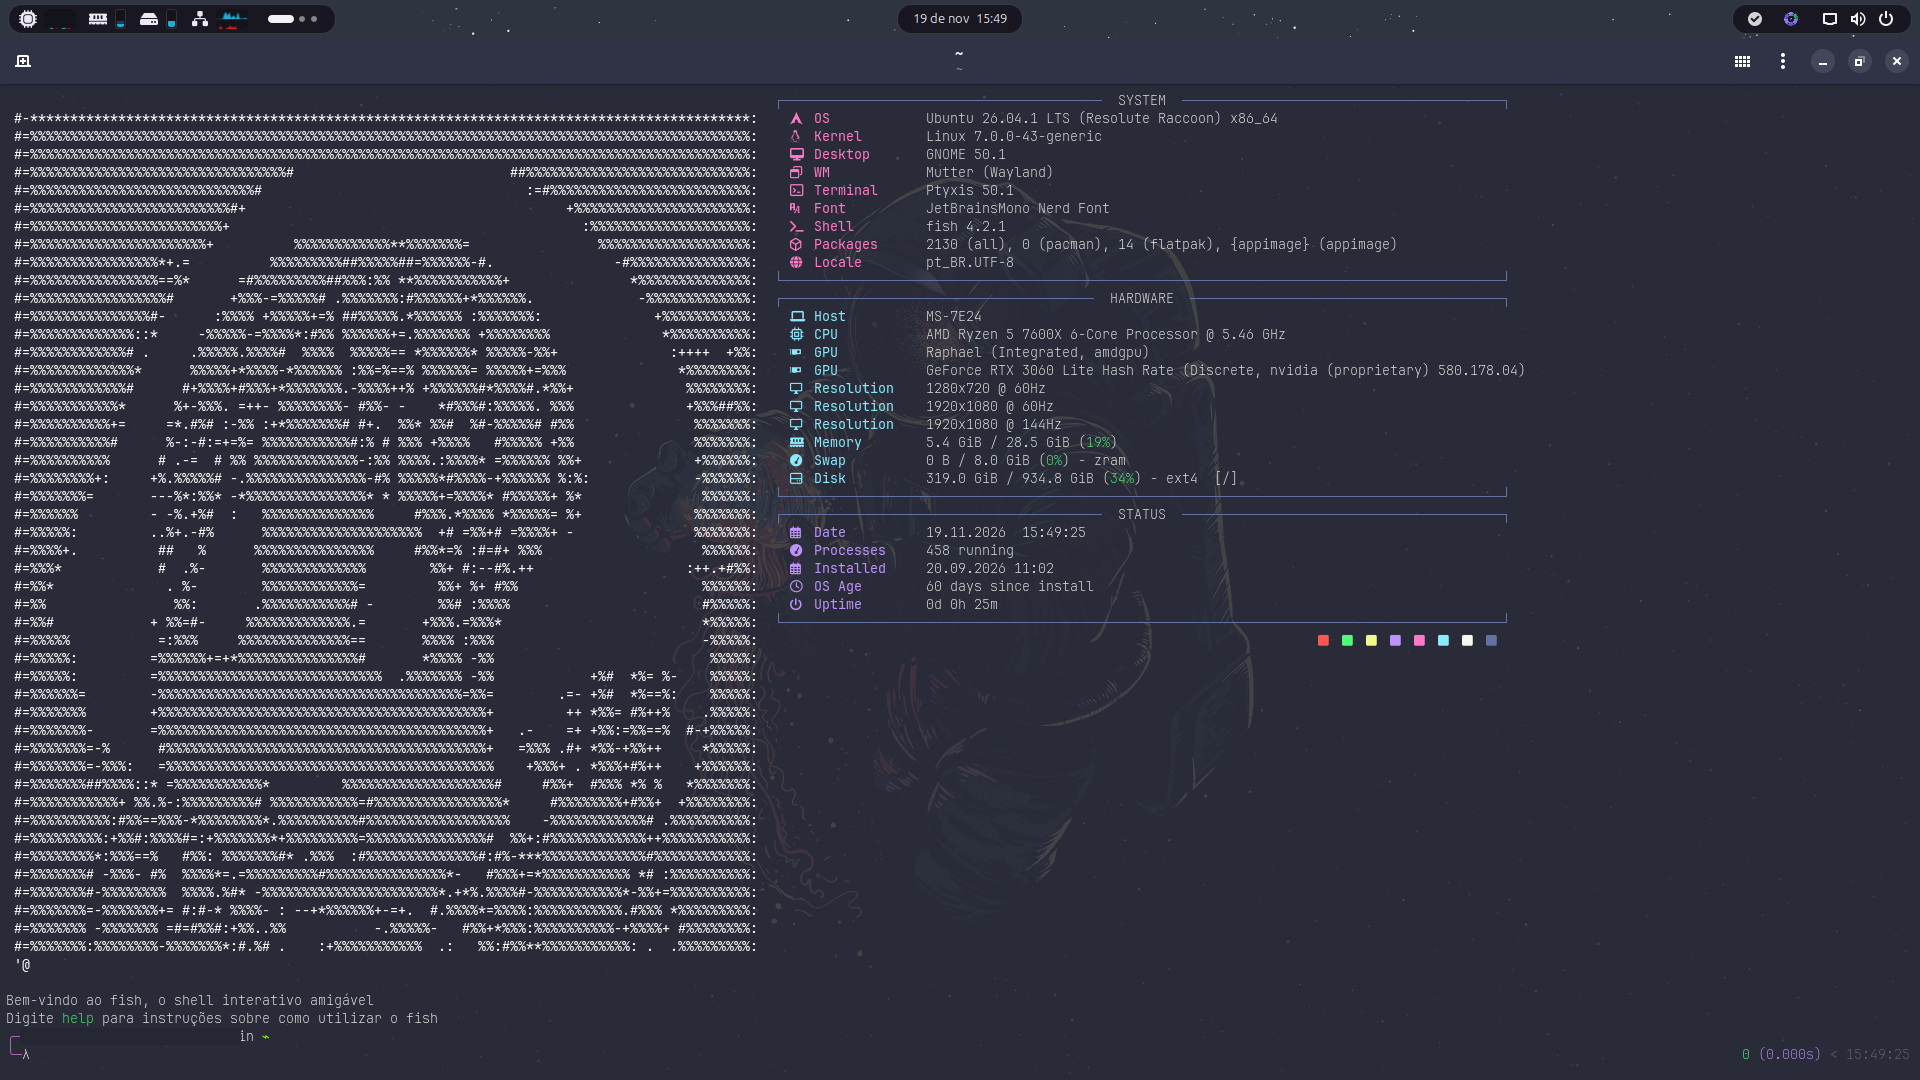 19 de nov 15:49
~
~
SYSTEM
OS Ubuntu 26.04.1 LTS (Resolute Raccoon) x86_64
Kernel Linux 7.0.0-43-generic
Desktop GNOME 50.1
WM Mutter (Wayland)
Terminal Ptyxis 50.1
Font JetBrainsMono Nerd Font
Shell fish 4.2.1
Packages 2130 (all), 0 (pacman), 14 (flatpak), {appimage} (appimage)
Locale pt_BR.UTF-8
HARDWARE
Host MS-7E24
CPU AMD Ryzen 5 7600X 6-Core Processor @ 5.46 GHz
GPU Raphael (Integrated, amdgpu)
GPU GeForce RTX 3060 Lite Hash Rate (Discrete, nvidia (proprietary) 580.178.04)
Resolution 1280x720 @ 60Hz
Resolution 1920x1080 @ 60Hz
Resolution 1920x1080 @ 144Hz
Memory 5.4 GiB / 28.5 GiB (19%)
Swap 0 B / 8.0 GiB (0%) - zram
Disk 319.0 GiB / 934.8 GiB (34%) - ext4 [/]
STATUS
Date 19.11.2026 15:49:25
Processes 458 running
Installed 20.09.2026 11:02
OS Age 60 days since install
Uptime 0d 0h 25m
'@
Bem-vindo ao fish, o shell interativo amigável
Digite help para instruções sobre como utilizar o fish
in ~
λ
0 (0.000s) < 15:49:25